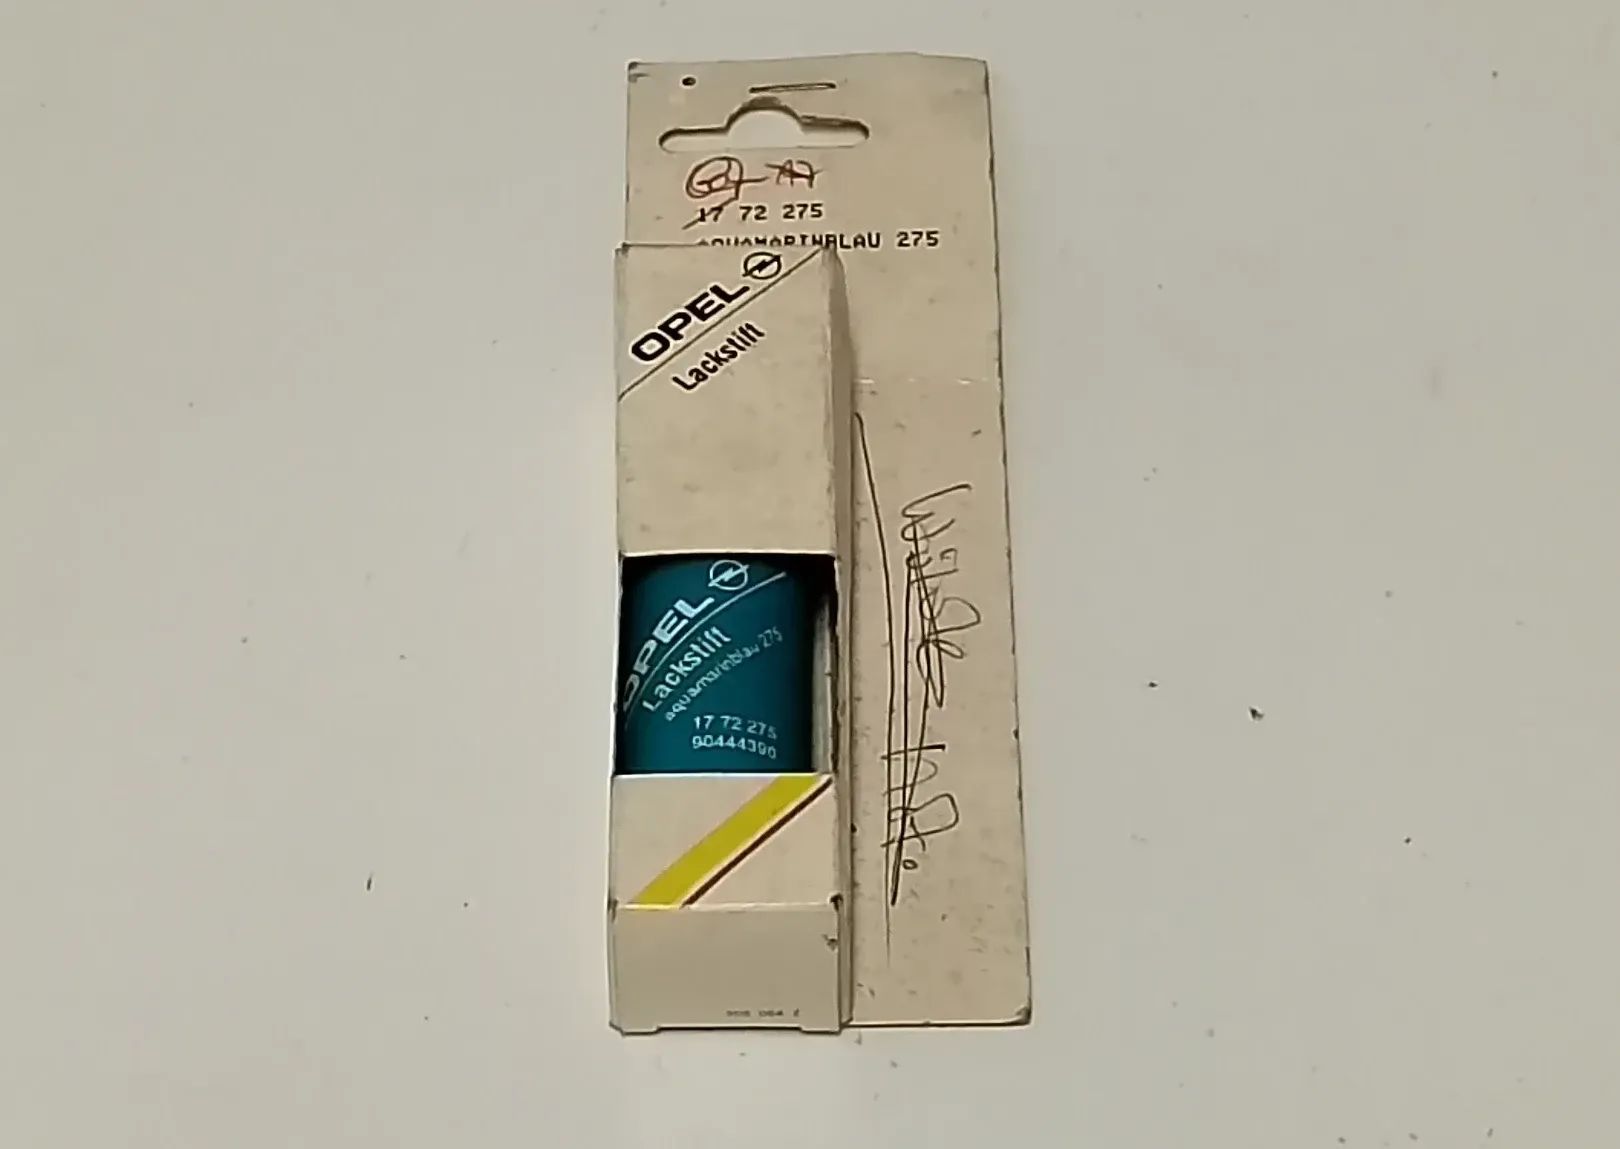 17 72 275
AQUAMARINBLAU 275
OPEL
Lackstift
OPEL
Lackstift
aquamarinblau 275
17 72 275
90444390